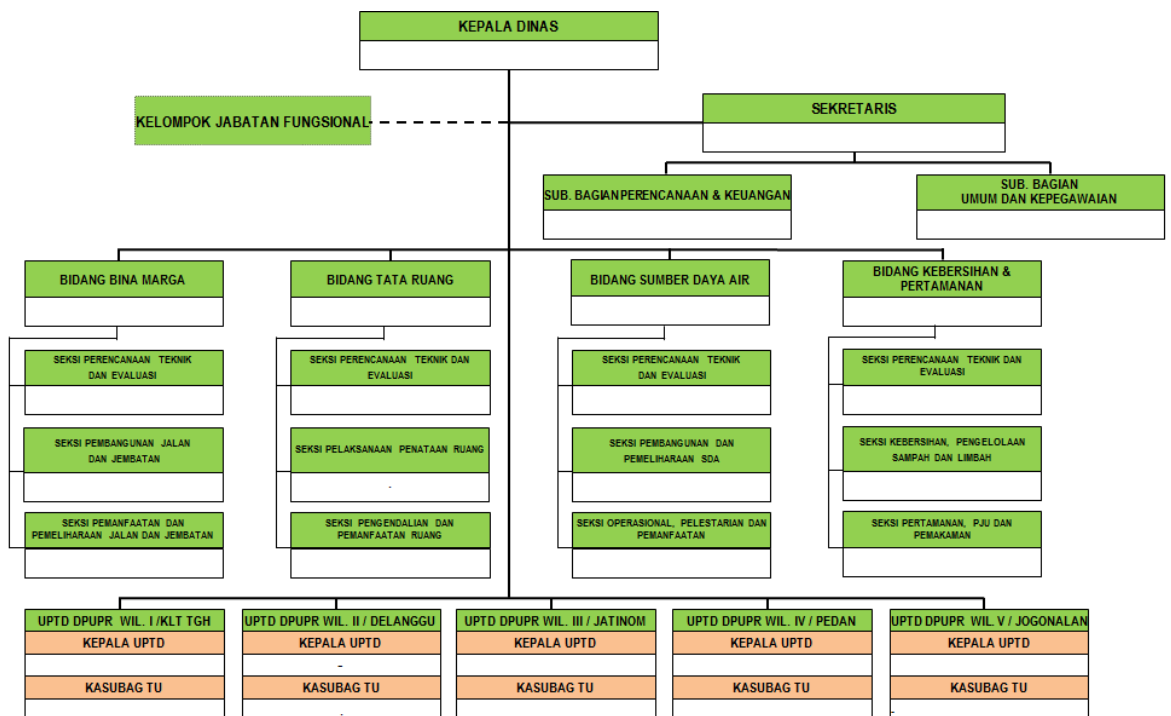 KEPALA DINAS
KELOMPOK JABATAN FUNGSIONAL
SEKRETARIS
SUB. BAGIAN PERENCANAAN & KEUANGAN
SUB. BAGIAN
UMUM DAN KEPEGAWAIAN
BIDANG BINA MARGA
BIDANG TATA RUANG
BIDANG SUMBER DAYA AIR
BIDANG KEBERSIHAN &
PERTAMANAN
SEKSI PERENCANAAN TEKNIK
DAN EVALUASI
SEKSI PERENCANAAN TEKNIK DAN
EVALUASI
SEKSI PERENCANAAN TEKNIK
DAN EVALUASI
SEKSI PERENCANAAN TEKNIK DAN
EVALUASI
SEKSI PEMBANGUNAN JALAN
DAN JEMBATAN
SEKSI PELAKSANAAN PENATAAN RUANG
.
SEKSI PEMBANGUNAN DAN
PEMELIHARAAN SDA
SEKSI KEBERSIHAN, PENGELOLAAN
SAMPAH DAN LIMBAH
SEKSI PEMANFAATAN DAN
PEMELIHARAAN JALAN DAN JEMBATAN
SEKSI PENGENDALIAN DAN
PEMANFAATAN RUANG
SEKSI OPERASIONAL, PELESTARIAN DAN
PEMANFAATAN
SEKSI PERTAMANAN, PJU DAN
PEMAKAMAN
UPTD DPUPR WIL. I /KLT TGH
KEPALA UPTD
KASUBAG TU
UPTD DPUPR WIL. II / DELANGGU
KEPALA UPTD
-
KASUBAG TU
.
UPTD DPUPR WIL. III / JATINOM
KEPALA UPTD
KASUBAG TU
UPTD DPUPR WIL. IV / PEDAN
KEPALA UPTD
KASUBAG TU
UPTD DPUPR WIL. V / JOGONALAN
KEPALA UPTD
KASUBAG TU
-